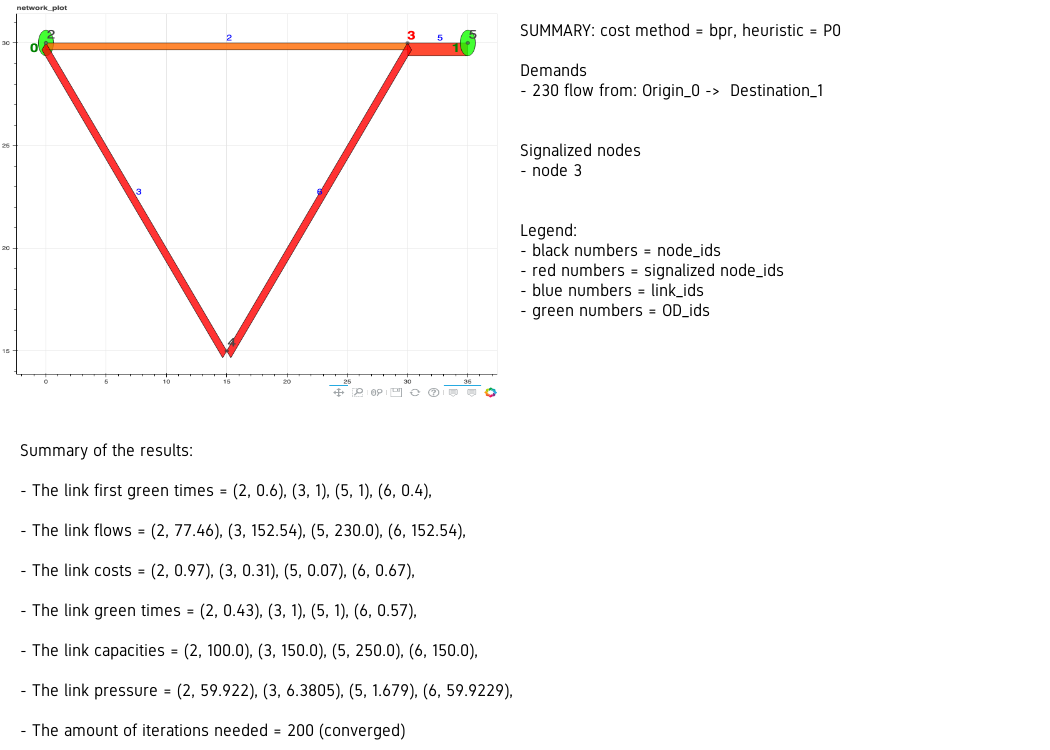 network_plot
30
25
20
15
0
5
10
15
20
25
30
35
0
2
2
3
5
5
1
3
6
4
SUMMARY: cost method = bpr, heuristic = P0
Demands
- 230 flow from: Origin_0 -> Destination_1
Signalized nodes
- node 3
Legend:
- black numbers = node_ids
- red numbers = signalized node_ids
- blue numbers = link_ids
- green numbers = OD_ids
Summary of the results:
- The link first green times = (2, 0.6), (3, 1), (5, 1), (6, 0.4),
- The link flows = (2, 77.46), (3, 152.54), (5, 230.0), (6, 152.54),
- The link costs = (2, 0.97), (3, 0.31), (5, 0.07), (6, 0.67),
- The link green times = (2, 0.43), (3, 1), (5, 1), (6, 0.57),
- The link capacities = (2, 100.0), (3, 150.0), (5, 250.0), (6, 150.0),
- The link pressure = (2, 59.922), (3, 6.3805), (5, 1.679), (6, 59.9229),
- The amount of iterations needed = 200 (converged)